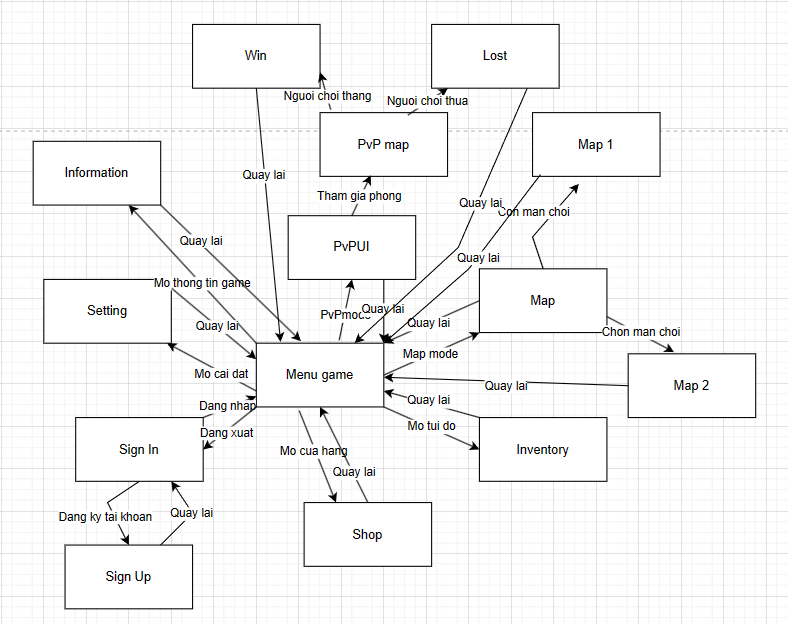 Win
Lost
Nguoi choi thang
Nguoi choi thua
PvP map
Map 1
Information
Quay lai
Tham gia phong
Quay lai
Con man choi
Quay lai
PvPUI
Quay lai
Mo thong tin game
Setting
Quay lai
PvPmode
Quay lai
Quay lai
Map
Chon man choi
Mo cai dat
Menu game
Map mode
Quay lai
Map 2
Dang nhap
Quay lai
Dang xuat
Mo tui do
Sign In
Mo cua hang
Inventory
Quay lai
Dang ky tai khoan
Quay lai
Shop
Sign Up